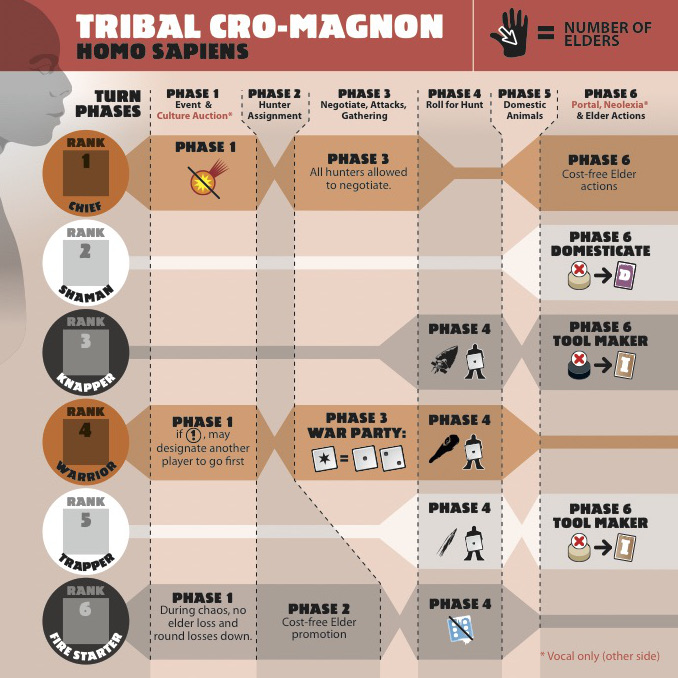 TRIBAL CRO-MAGNON
HOMO SAPIENS
= NUMBER OF
ELDERS
TURN
PHASES
PHASE 1
Event &
Culture Auction*
PHASE 2
Hunter
Assignment
PHASE 3
Negotiate, Attacks,
Gathering
PHASE 4
Roll for Hunt
PHASE 5
Domestic
Animals
PHASE 6
Portal, Neolexia*
& Elder Actions
RANK
1
CHIEF
PHASE 1
PHASE 3
All hunters allowed
to negotiate.
PHASE 6
Cost-free Elder
actions
RANK
2
SHAMAN
PHASE 6
DOMESTICATE
D
RANK
3
KNAPPER
PHASE 4
PHASE 6
TOOL MAKER
I
RANK
4
WARRIOR
PHASE 1
if !, may
designate another
player to go first
PHASE 3
WAR PARTY:
=
PHASE 4
RANK
5
TRAPPER
PHASE 4
PHASE 6
TOOL MAKER
I
RANK
6
FIRE STARTER
PHASE 1
During chaos, no
elder loss and
round losses down.
PHASE 2
Cost-free Elder
promotion
PHASE 4
* Vocal only (other side)